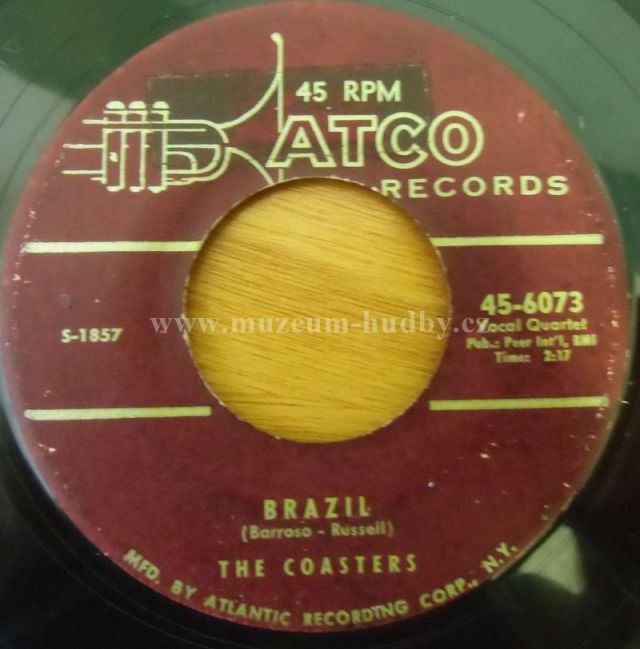 45 RPM
ATCO
RECORDS
45-6073
Vocal Quartet
Pub.: Peer Int'l, BMI
Time: 2:17
S-1857
www.muzeum-hudby.cz
BRAZIL
(Barroso - Russell)
THE COASTERS
MFD. BY ATLANTIC RECORDING CORP., N.Y.